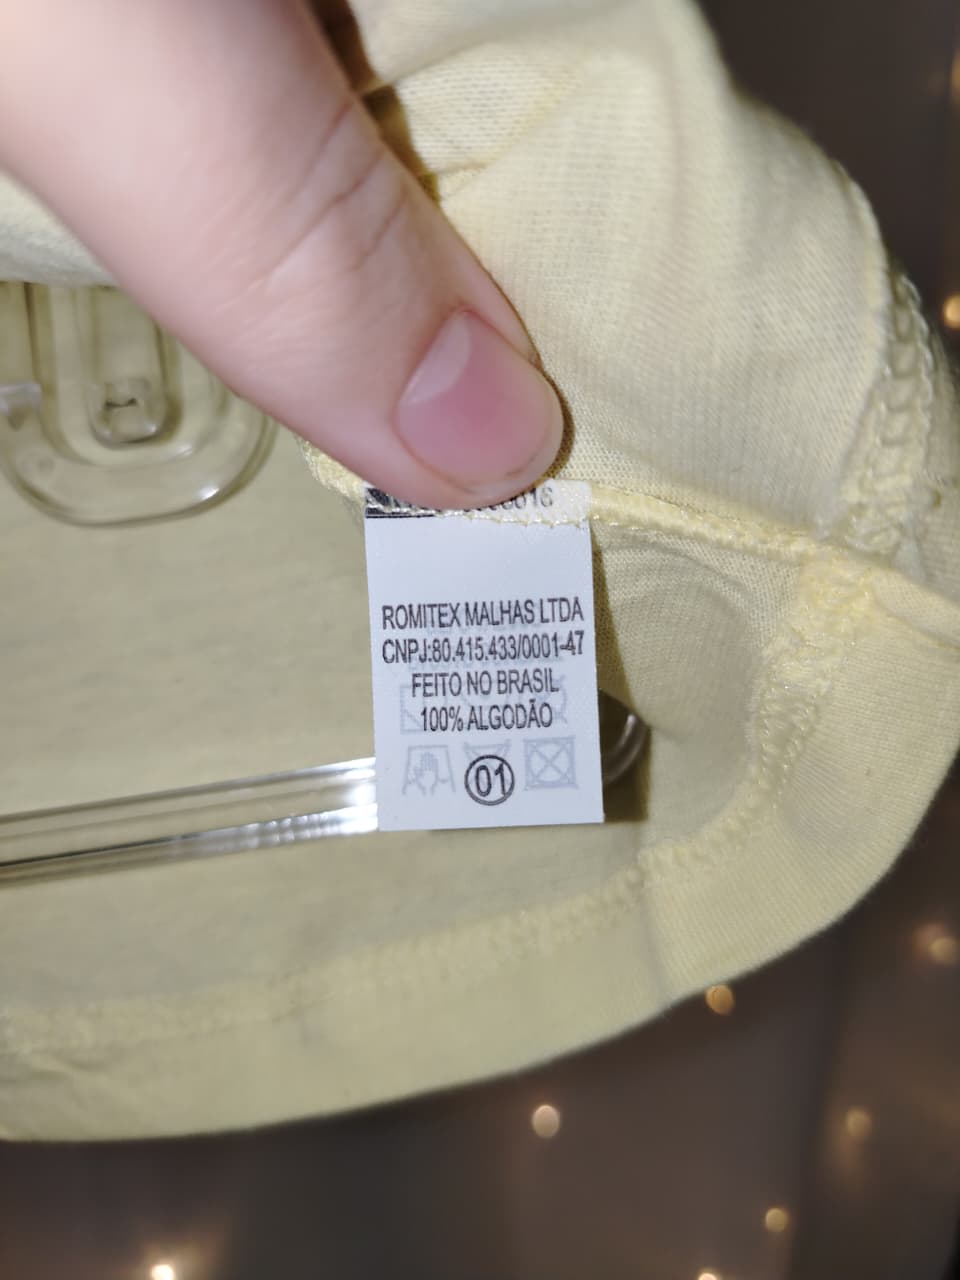 ROMITEX MALHAS LTDA
CNPJ:80.415.433/0001-47
FEITO NO BRASIL
100% ALGODÃO
01